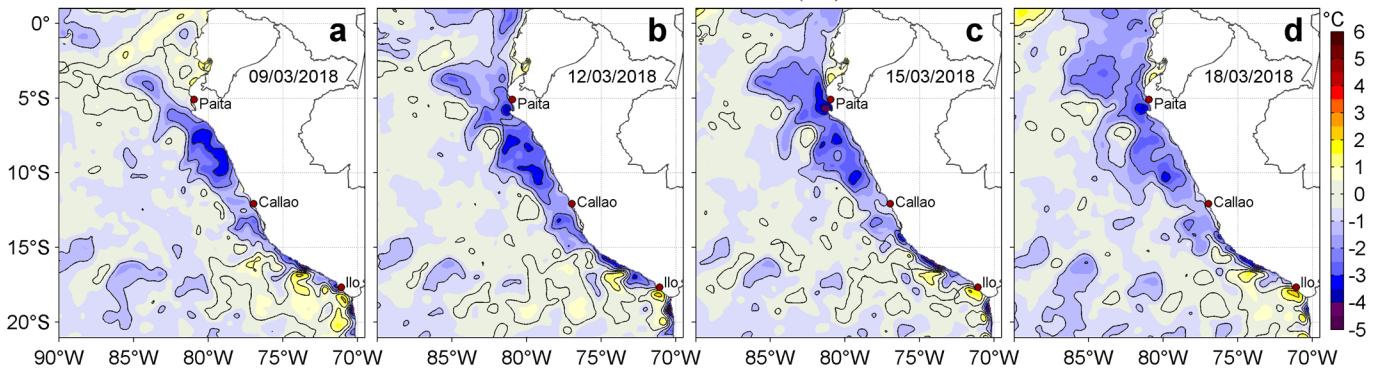 a
b
c
d
°C
09/03/2018
12/03/2018
15/03/2018
18/03/2018
Paita
Paita
Paita
Paita
Callao
Callao
Callao
Callao
Ilo
Ilo
Ilo
Ilo
0°
5°S
10°S
15°S
20°S
90°W 85°W 80°W 75°W 70°W
85°W 80°W 75°W 70°W
85°W 80°W 75°W 70°W
85°W 80°W 75°W 70°W
6
5
4
3
2
1
0
-1
-2
-3
-4
-5